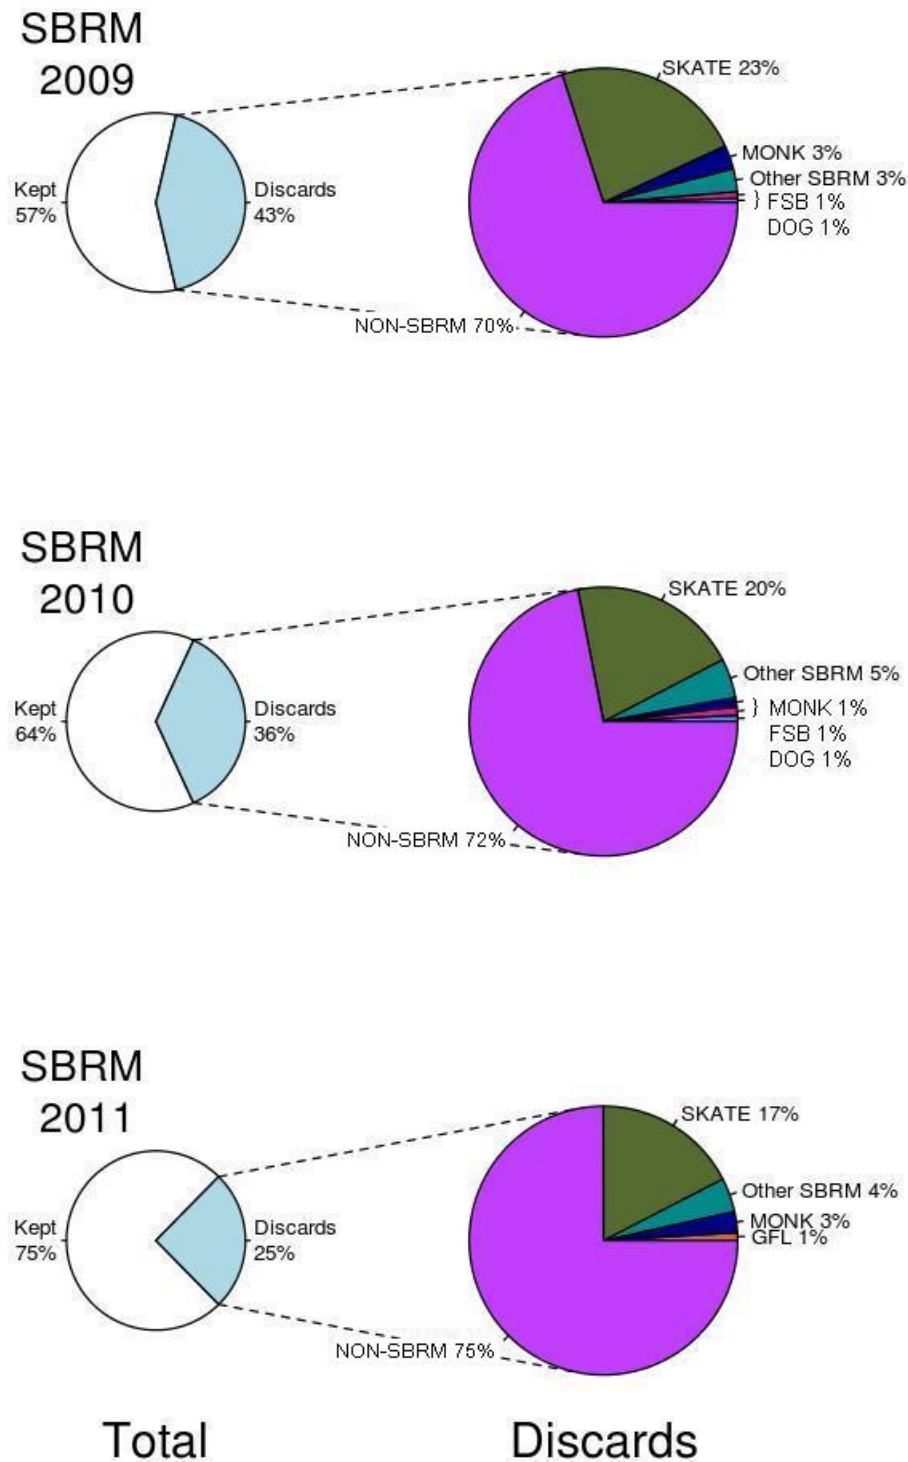 SBRM
2009
Kept
57%
Discards
43%
SKATE 23%
MONK 3%
Other SBRM 3%
} FSB 1%
DOG 1%
NON-SBRM 70%
SBRM
2010
Kept
64%
Discards
36%
SKATE 20%
Other SBRM 5%
} MONK 1%
FSB 1%
DOG 1%
NON-SBRM 72%
SBRM
2011
Kept
75%
Discards
25%
SKATE 17%
Other SBRM 4%
MONK 3%
GFL 1%
NON-SBRM 75%
Total
Discards